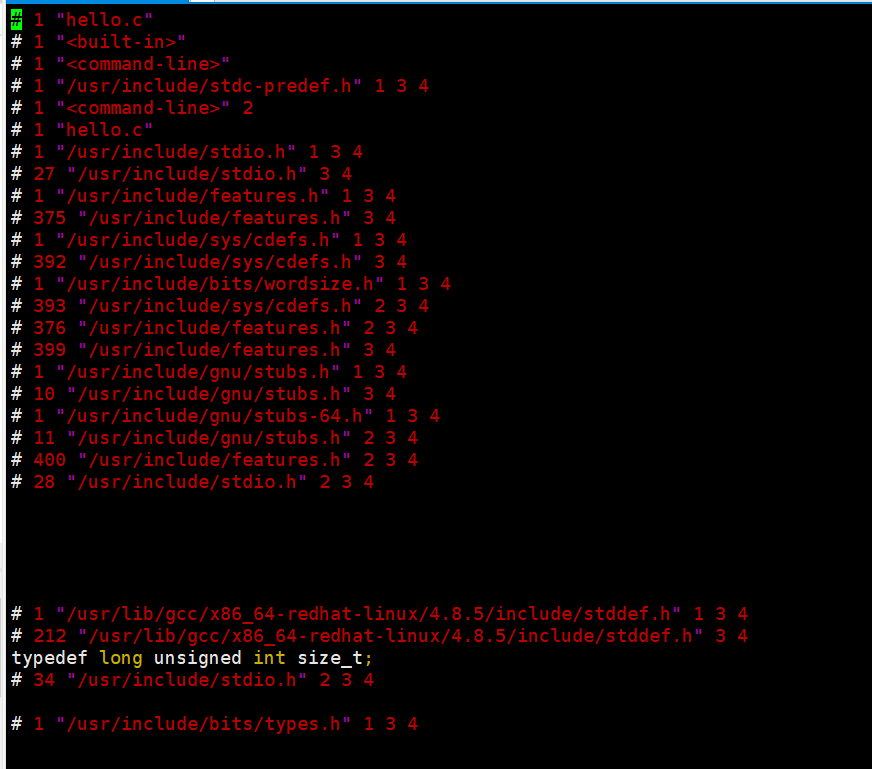 # 1 "hello.c"
# 1 "<built-in>"
# 1 "<command-line>"
# 1 "/usr/include/stdc-predef.h" 1 3 4
# 1 "<command-line>" 2
# 1 "hello.c"
# 1 "/usr/include/stdio.h" 1 3 4
# 27 "/usr/include/stdio.h" 3 4
# 1 "/usr/include/features.h" 1 3 4
# 375 "/usr/include/features.h" 3 4
# 1 "/usr/include/sys/cdefs.h" 1 3 4
# 392 "/usr/include/sys/cdefs.h" 3 4
# 1 "/usr/include/bits/wordsize.h" 1 3 4
# 393 "/usr/include/sys/cdefs.h" 2 3 4
# 376 "/usr/include/features.h" 2 3 4
# 399 "/usr/include/features.h" 3 4
# 1 "/usr/include/gnu/stubs.h" 1 3 4
# 10 "/usr/include/gnu/stubs.h" 3 4
# 1 "/usr/include/gnu/stubs-64.h" 1 3 4
# 11 "/usr/include/gnu/stubs.h" 2 3 4
# 400 "/usr/include/features.h" 2 3 4
# 28 "/usr/include/stdio.h" 2 3 4
# 1 "/usr/lib/gcc/x86_64-redhat-linux/4.8.5/include/stddef.h" 1 3 4
# 212 "/usr/lib/gcc/x86_64-redhat-linux/4.8.5/include/stddef.h" 3 4
typedef long unsigned int size_t;
# 34 "/usr/include/stdio.h" 2 3 4
# 1 "/usr/include/bits/types.h" 1 3 4